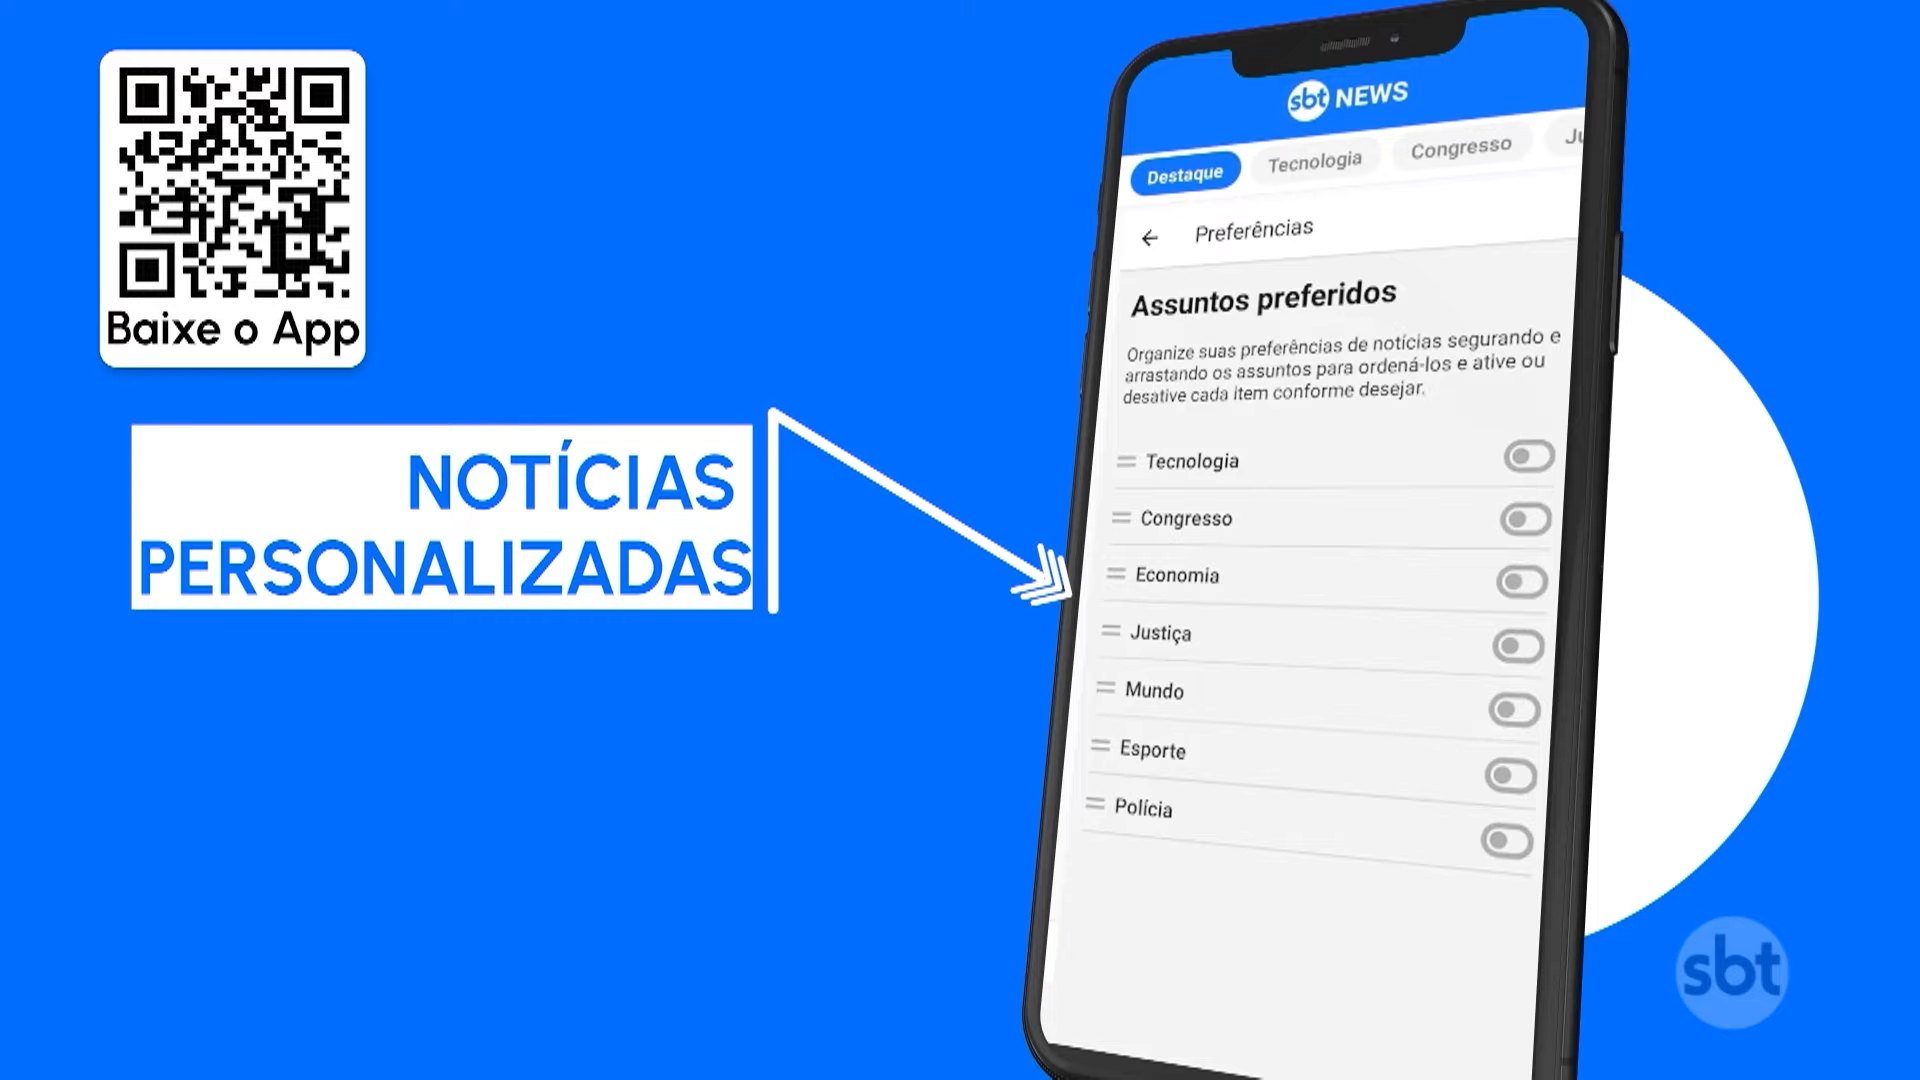 Baixe o App
NOTÍCIAS
PERSONALIZADAS
sbt NEWS
Destaque
Tecnologia
Congresso
Preferências
Assuntos preferidos
Organize suas preferências de notícias segurando e
arrastando os assuntos para ordená-los e ative ou
desative cada item conforme desejar.
Tecnologia
Congresso
Economia
Justiça
Mundo
Esporte
Polícia
sbt